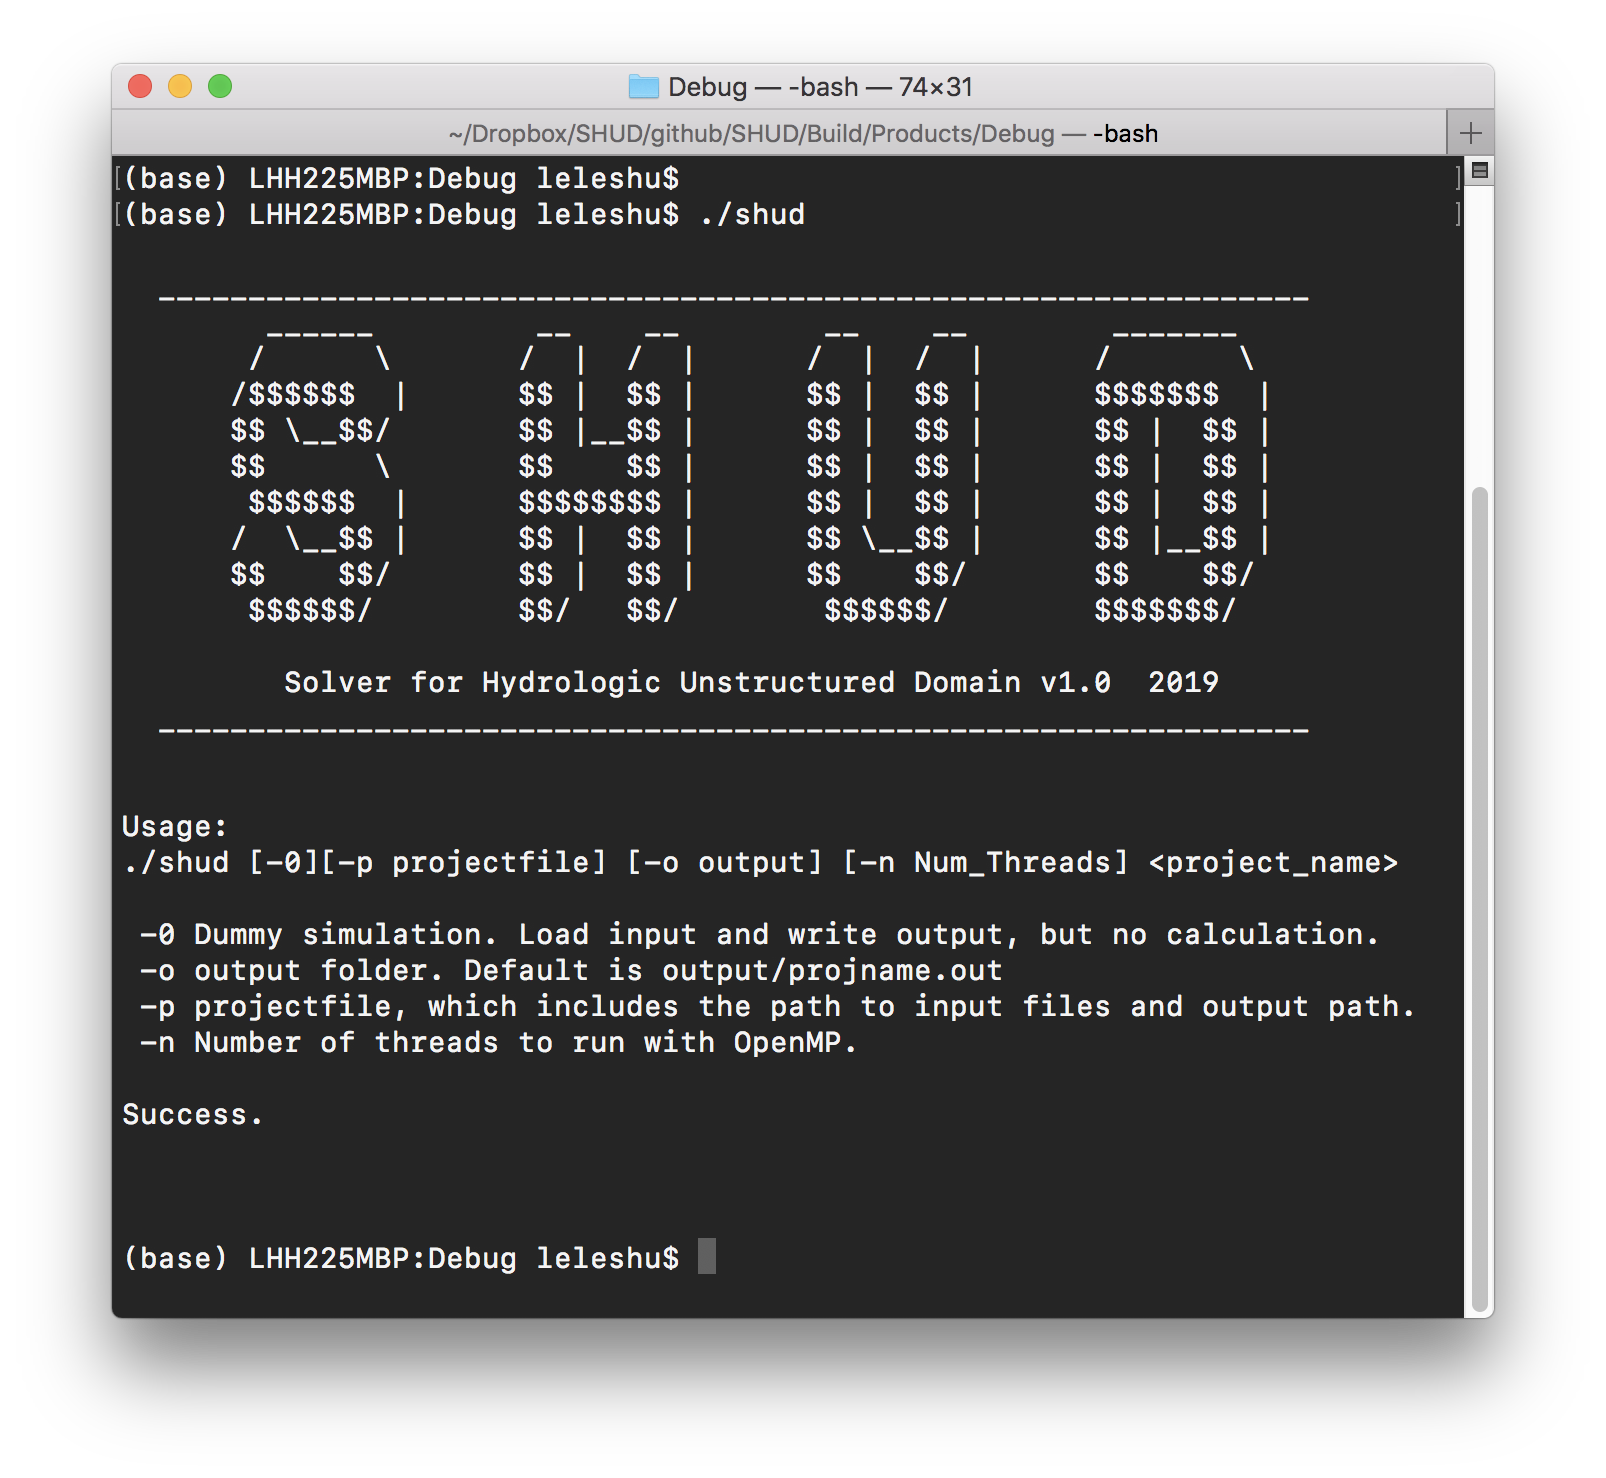 Debug — -bash — 74×31
~/Dropbox/SHUD/github/SHUD/Build/Products/Debug — -bash
[(base) LHH225MBP:Debug leleshu$ ]
[(base) LHH225MBP:Debug leleshu$ ./shud ]
  ----------------------------------------------------------------
        ______         __    __        __    __        _______
       /      \       /  |  /  |      /  |  /  |      /       \
      /$$$$$$  |      $$ |  $$ |      $$ |  $$ |      $$$$$$$  |
      $$ \__$$/       $$ |__$$ |      $$ |  $$ |      $$ |  $$ |
      $$      \       $$    $$ |      $$ |  $$ |      $$ |  $$ |
       $$$$$$  |      $$$$$$$$ |      $$ |  $$ |      $$ |  $$ |
      /  \__$$ |      $$ |  $$ |      $$ \__$$ |      $$ |__$$ |
      $$    $$/       $$ |  $$ |      $$    $$/       $$    $$/
       $$$$$$/        $$/   $$/        $$$$$$/        $$$$$$$/
         Solver for Hydrologic Unstructured Domain v1.0  2019
  ----------------------------------------------------------------
Usage:
./shud [-0][-p projectfile] [-o output] [-n Num_Threads] <project_name>
 -0 Dummy simulation. Load input and write output, but no calculation.
 -o output folder. Default is output/projname.out
 -p projectfile, which includes the path to input files and output path.
 -n Number of threads to run with OpenMP.
Success.
(base) LHH225MBP:Debug leleshu$